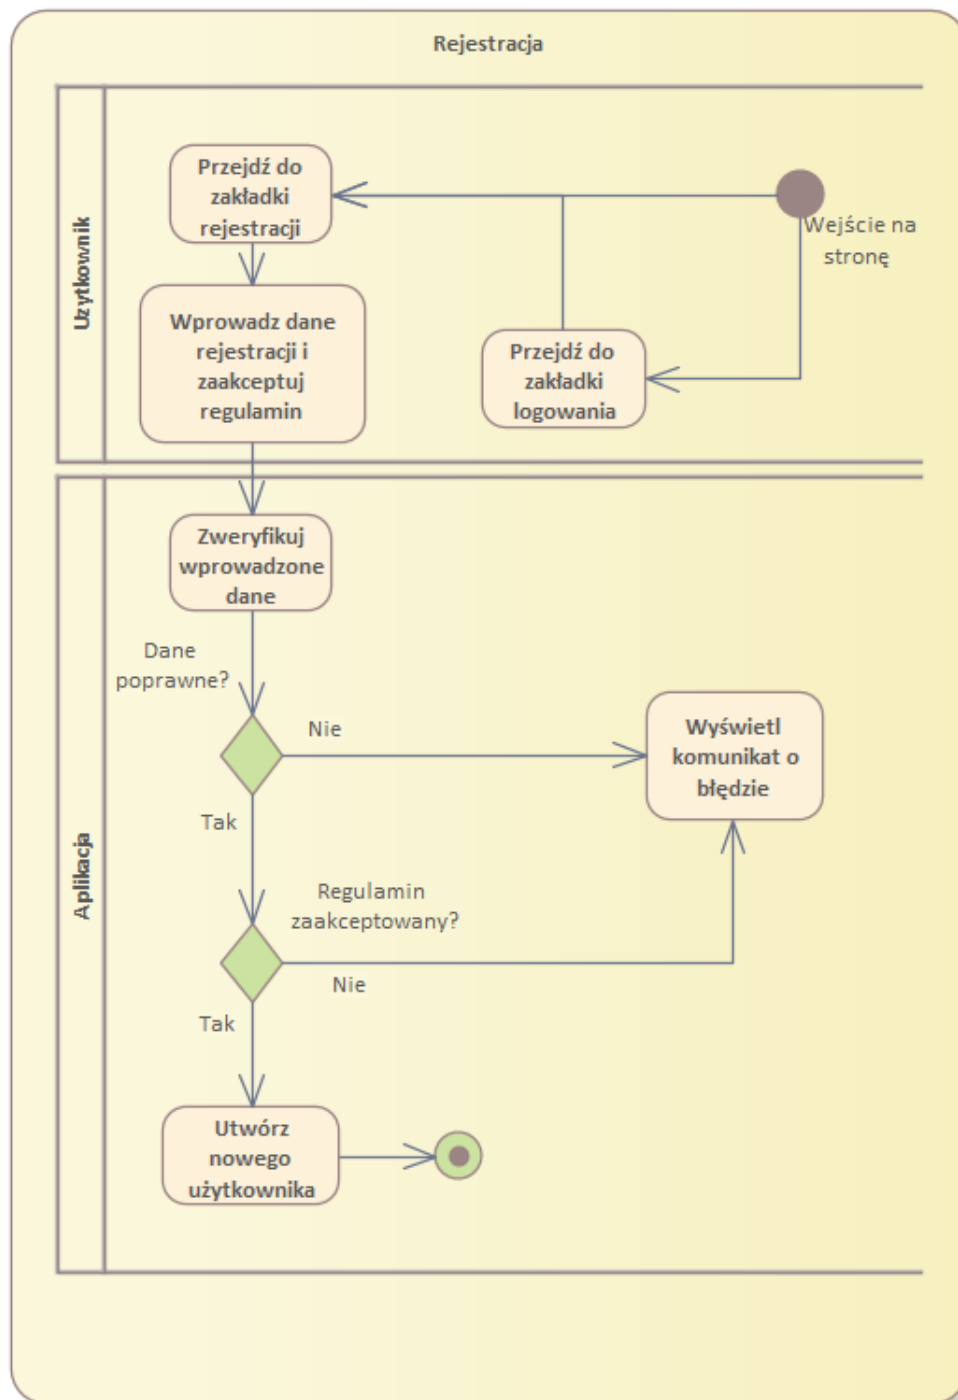 Rejestracja
Użytkownik
Przejdź do
zakładki
rejestracji
Wejście na
stronę
Wprowadz dane
rejestracji i
zaakceptuj
regulamin
Przejdź do
zakładki
logowania
Aplikacja
Zweryfikuj
wprowadzone
dane
Dane
poprawne?
Nie
Wyświetl
komunikat o
błędzie
Tak
Regulamin
zaakceptowany?
Nie
Tak
Utwórz
nowego
użytkownika